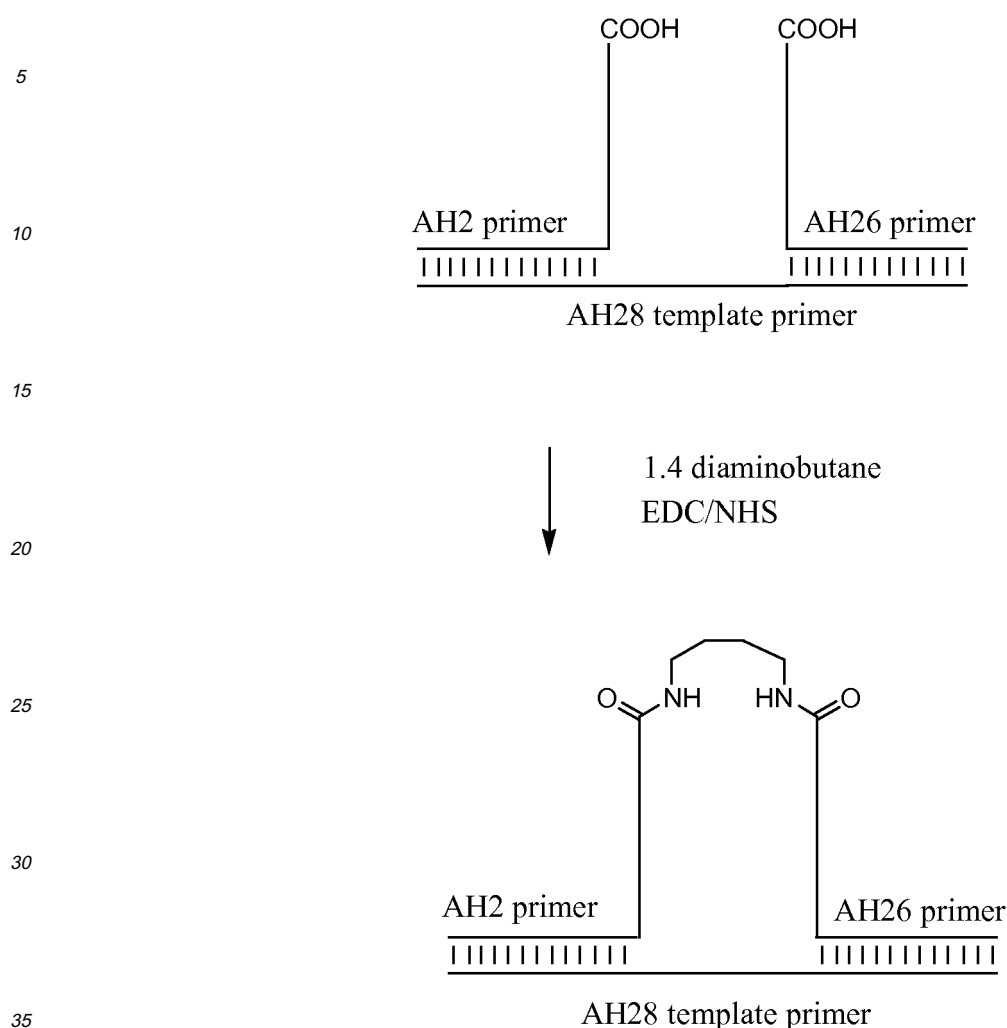 COOH COOH
5
AH2 primer AH26 primer
10
AH28 template primer
15
1.4 diaminobutane
EDC/NHS
20
O NH HN O
25
30
AH2 primer AH26 primer
AH28 template primer
35